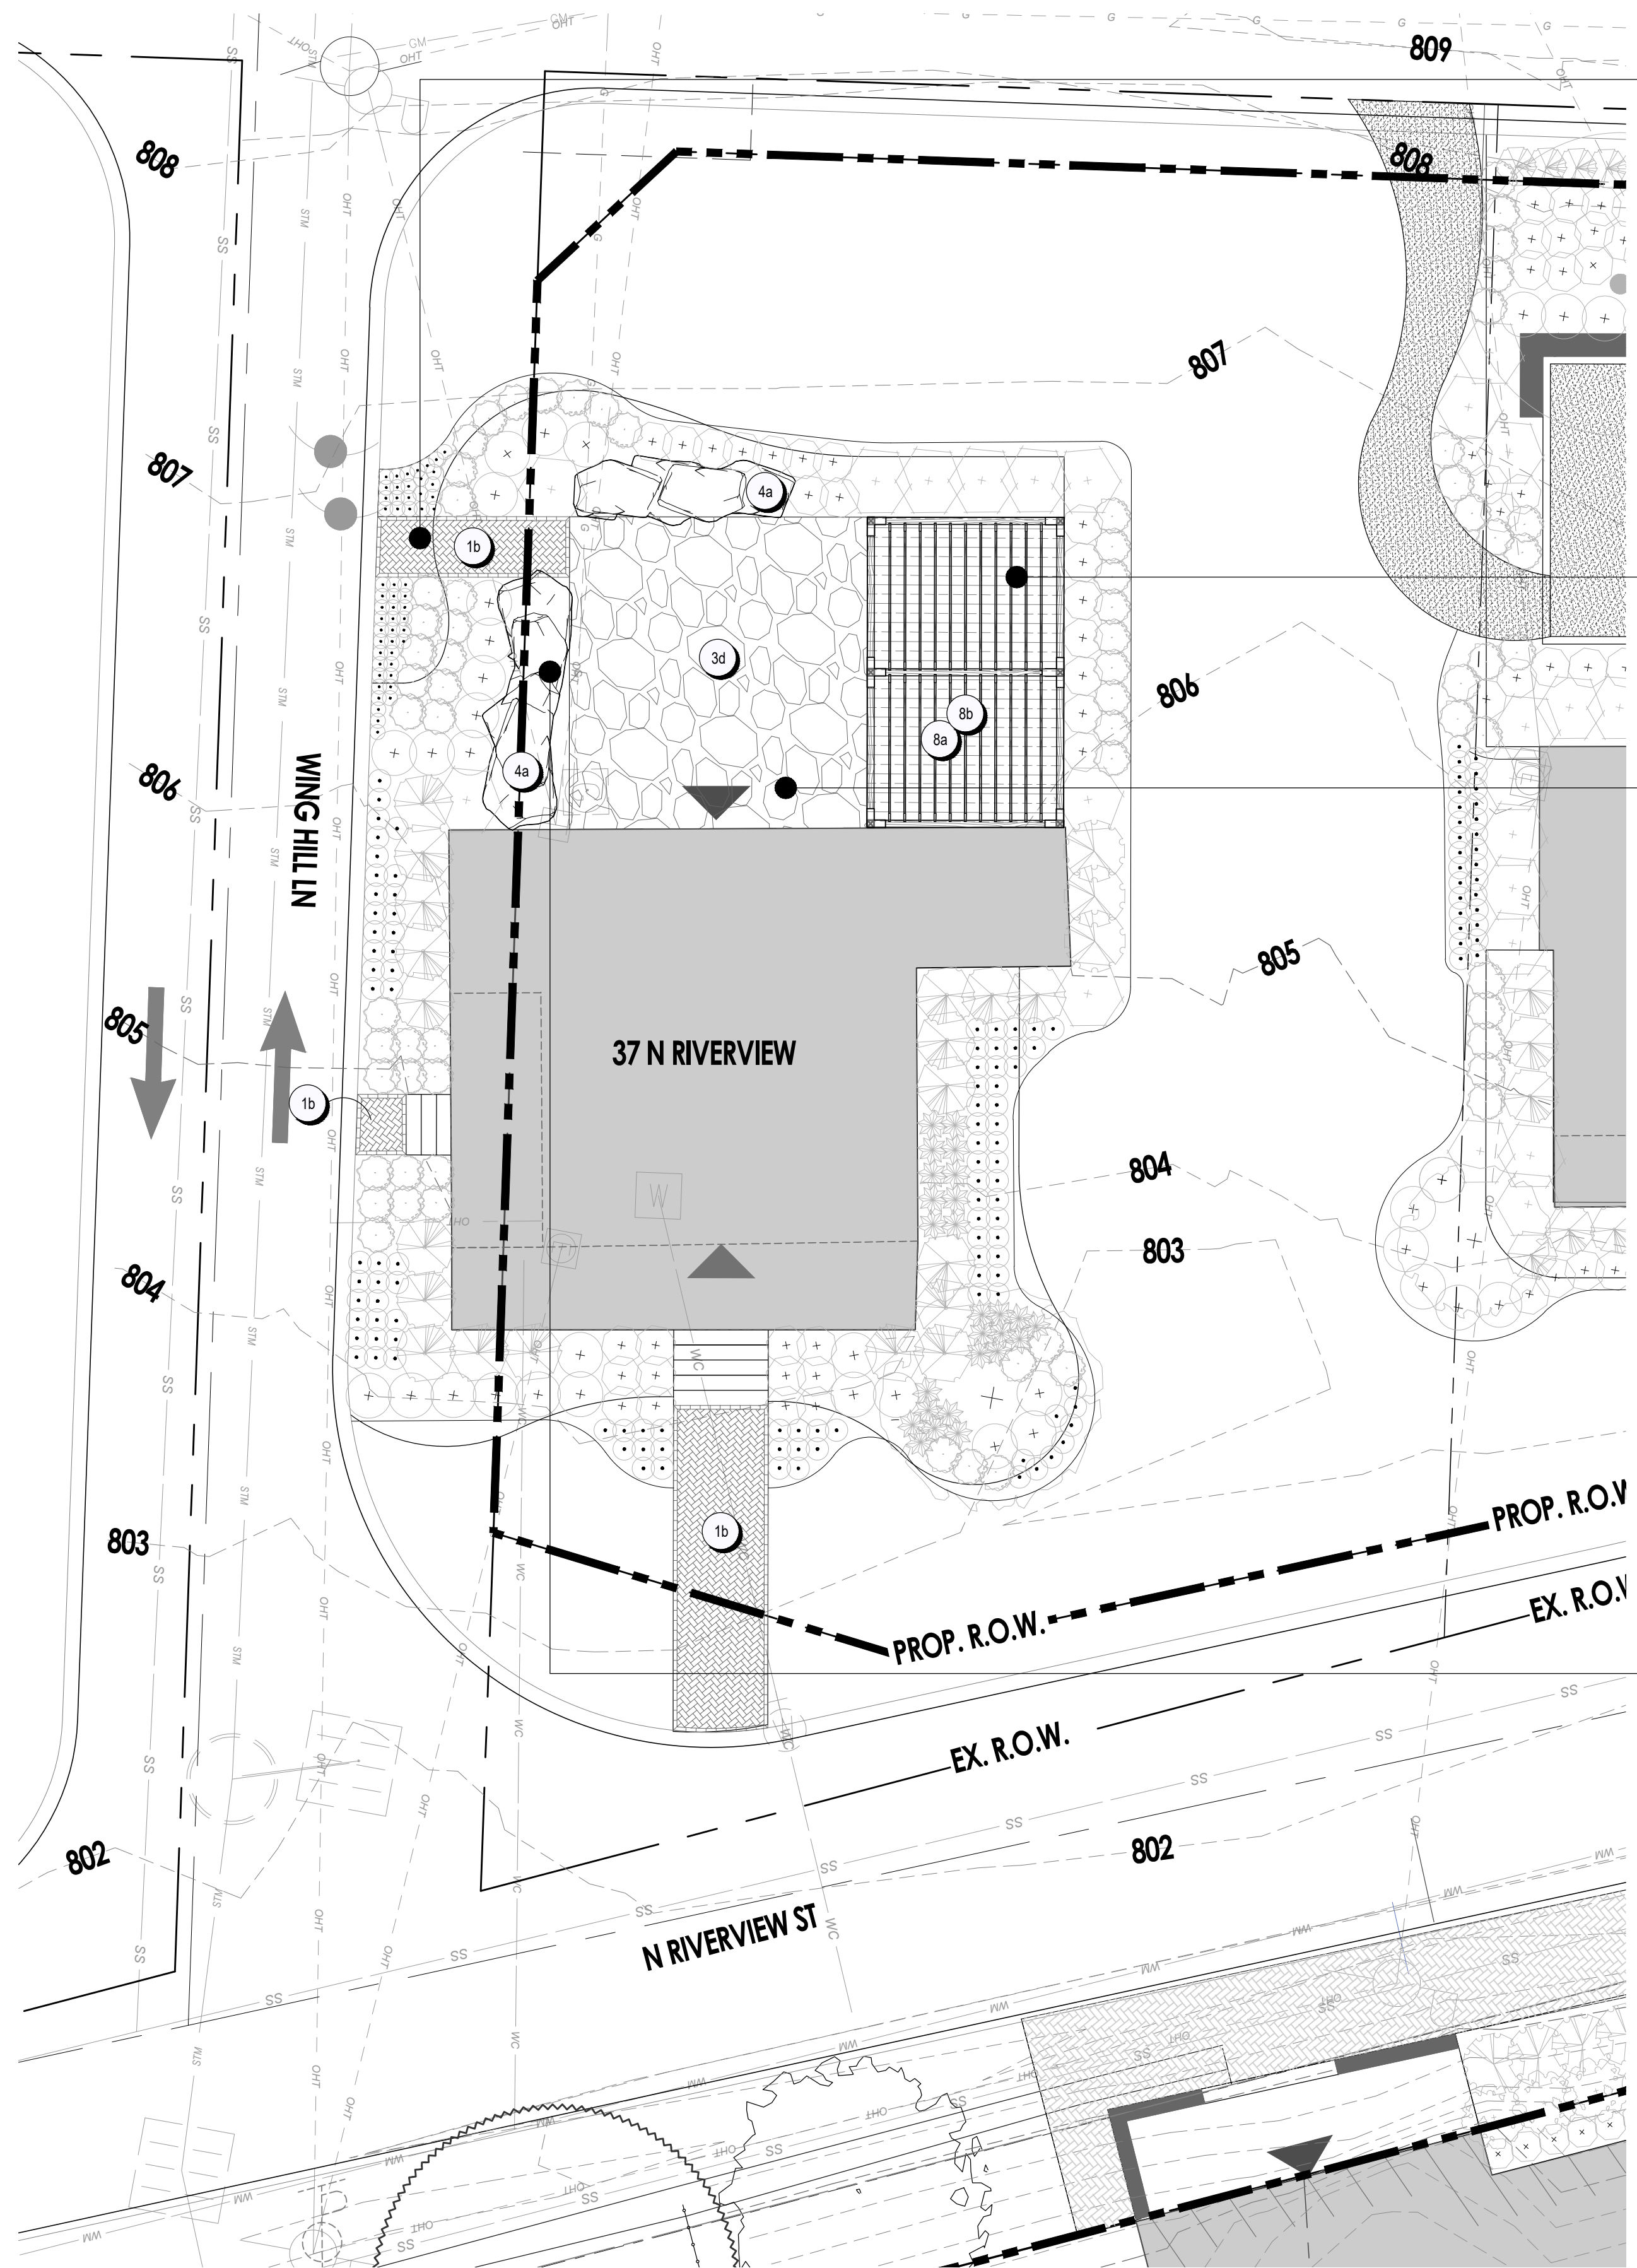 809
808
808
807
807
4a
1b
3d
806
806
8b
8a
4a
WING HILL LN
805
805
37 N RIVERVIEW
1b
804
804
803
803
1b
PROP. R.O.W.
PROP. R.O.W
EX. R.O.W.
EX. R.O.
802
802
N RIVERVIEW ST
SS
STM
OHT
GM
G
W
WC
WM